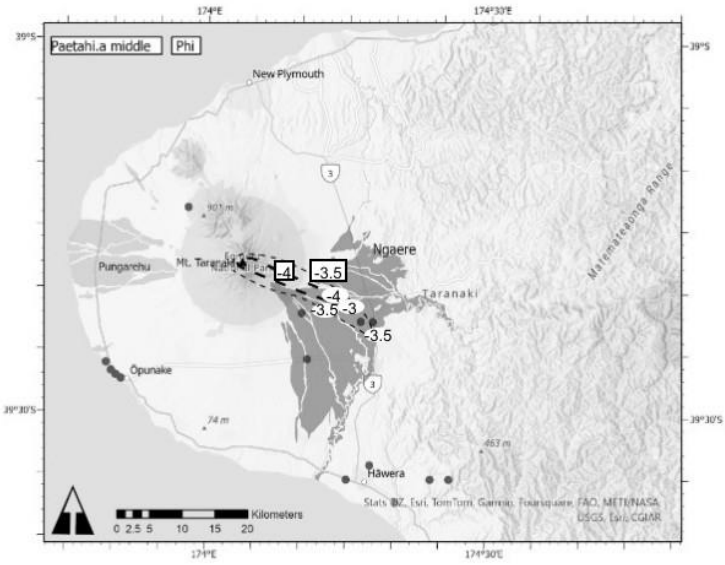 174°E
174°30'E
39°S
39°S
Paetahi.a middle
Phi
New Plymouth
3
901 m
Ngaere
Mt. Taranaki
-4
-3.5
Pungarehu
Taranaki
-4
-3.5
-3
-3.5
Matemateaonga Range
Ōpunake
3
39°30'S
39°30'S
74 m
463 m
Hāwera
Stats NZ, Esri, TomTom, Garmin, Foursquare, FAO, METI/NASA,
USGS, Esri, CGIAR
Kilometers
0 2.5 5 10 15 20
174°E
174°30'E